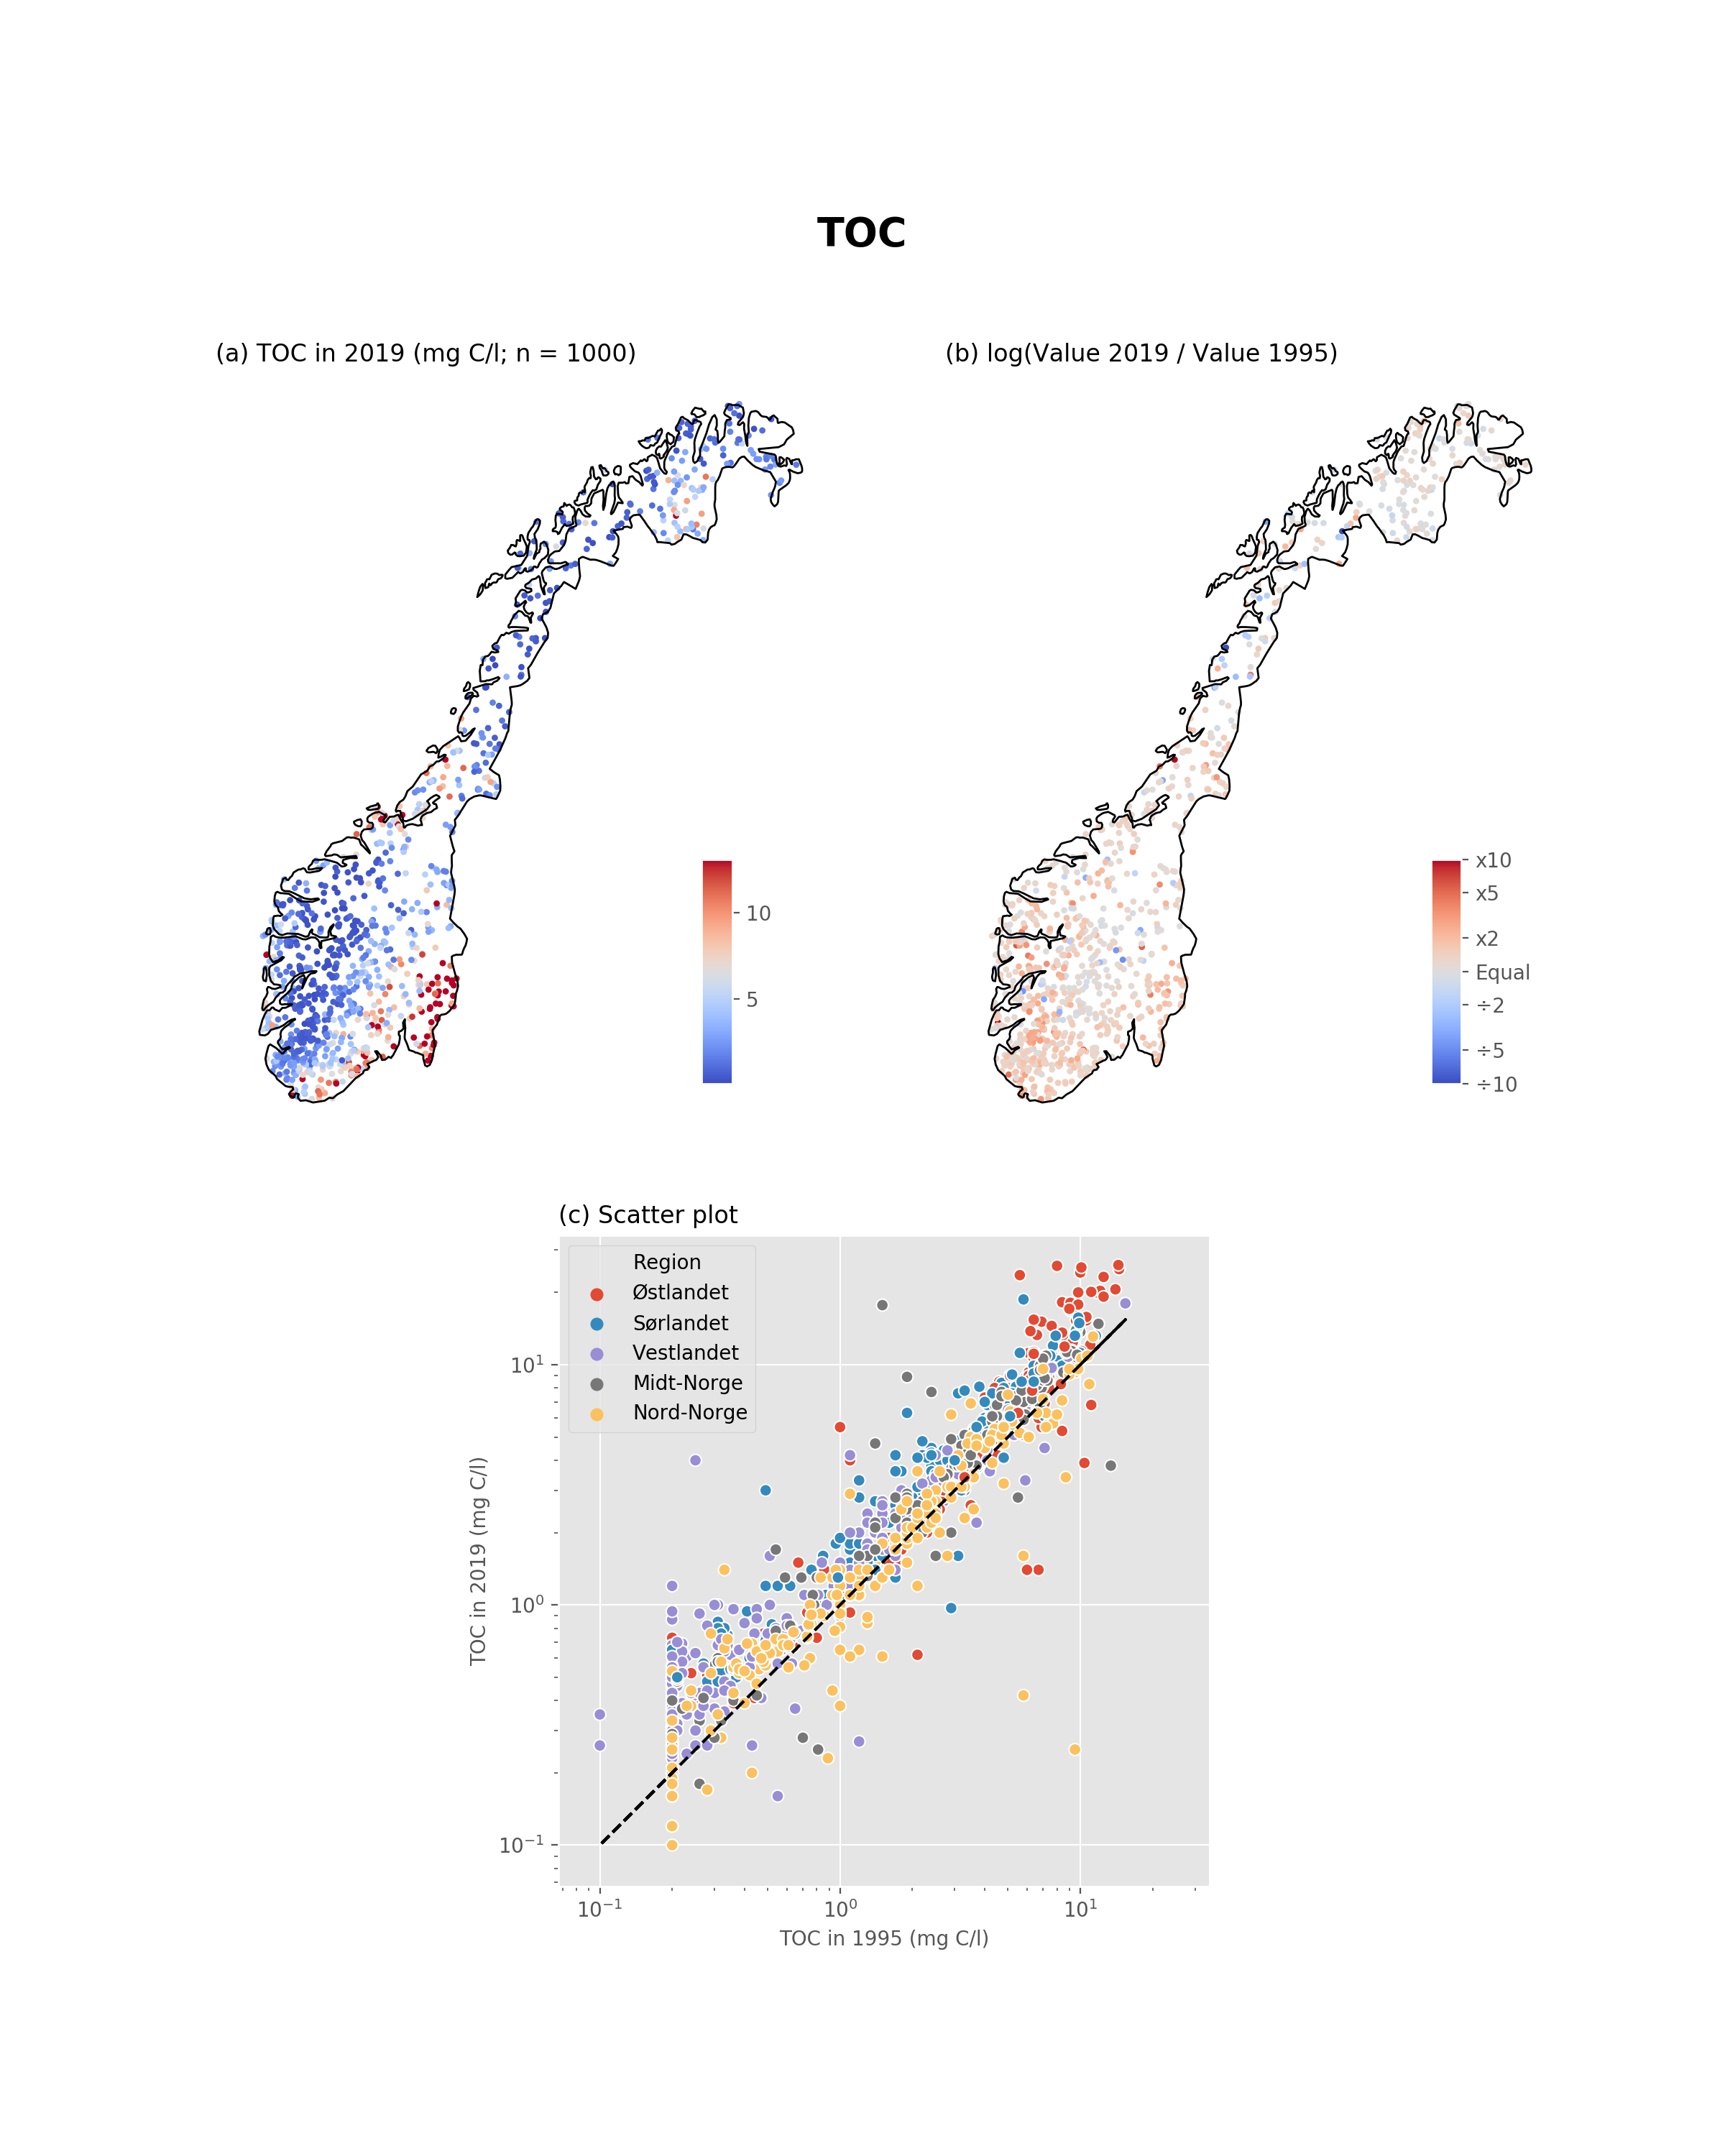 TOC
(a) TOC in 2019 (mg C/l; n = 1000)
(b) log(Value 2019 / Value 1995)
10
5
x10
x5
x2
Equal
÷2
÷5
÷10
(c) Scatter plot
Region
Østlandet
Sørlandet
Vestlandet
Midt-Norge
Nord-Norge
TOC in 2019 (mg C/l)
10¹
10⁰
10⁻¹
10⁻¹ 10⁰ 10¹
TOC in 1995 (mg C/l)